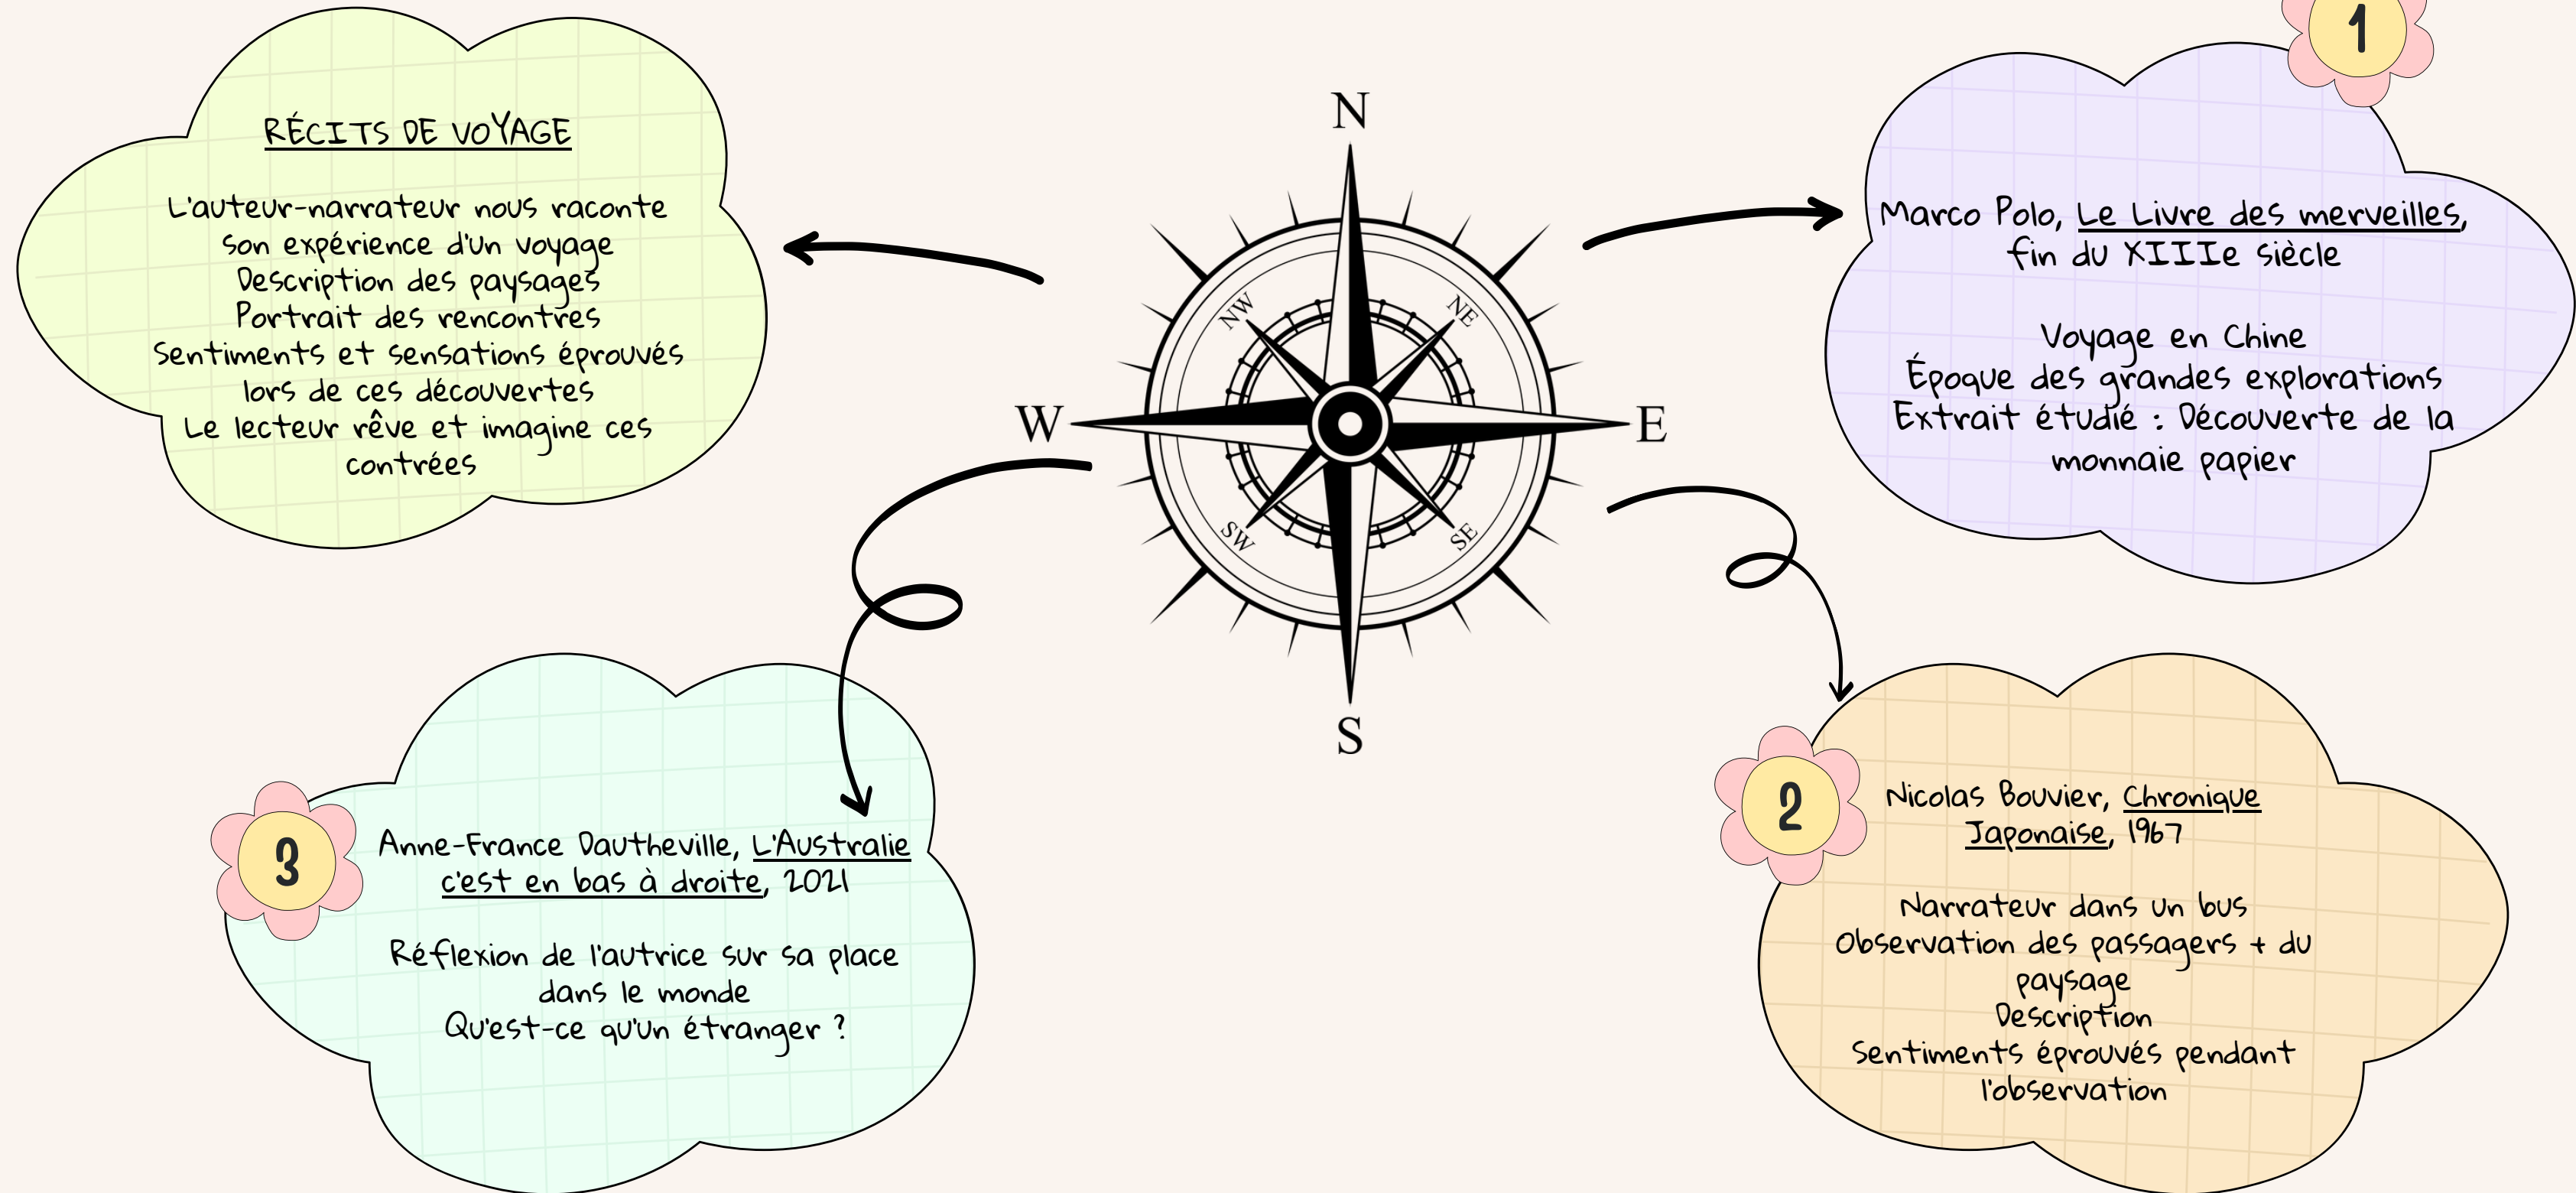 RÉCITS DE VOYAGE
L'auteur-narrateur nous raconte
son expérience d'un voyage
Description des paysages
Portrait des rencontres
Sentiments et sensations éprouvés
lors de ces découvertes
Le lecteur rêve et imagine ces
contrées
N
NW
NE
W
E
SW
SE
S
1
Marco Polo, Le Livre des merveilles,
fin du XIIIe siècle
Voyage en Chine
Époque des grandes explorations
Extrait étudié : Découverte de la
monnaie papier
2
Nicolas Bouvier, Chronique
Japonaise, 1967
Narrateur dans un bus
Observation des passagers + du
paysage
Description
Sentiments éprouvés pendant
l'observation
3
Anne-France Dautheville, L'Australie
c'est en bas à droite, 2021
Réflexion de l'autrice sur sa place
dans le monde
Qu'est-ce qu'un étranger ?